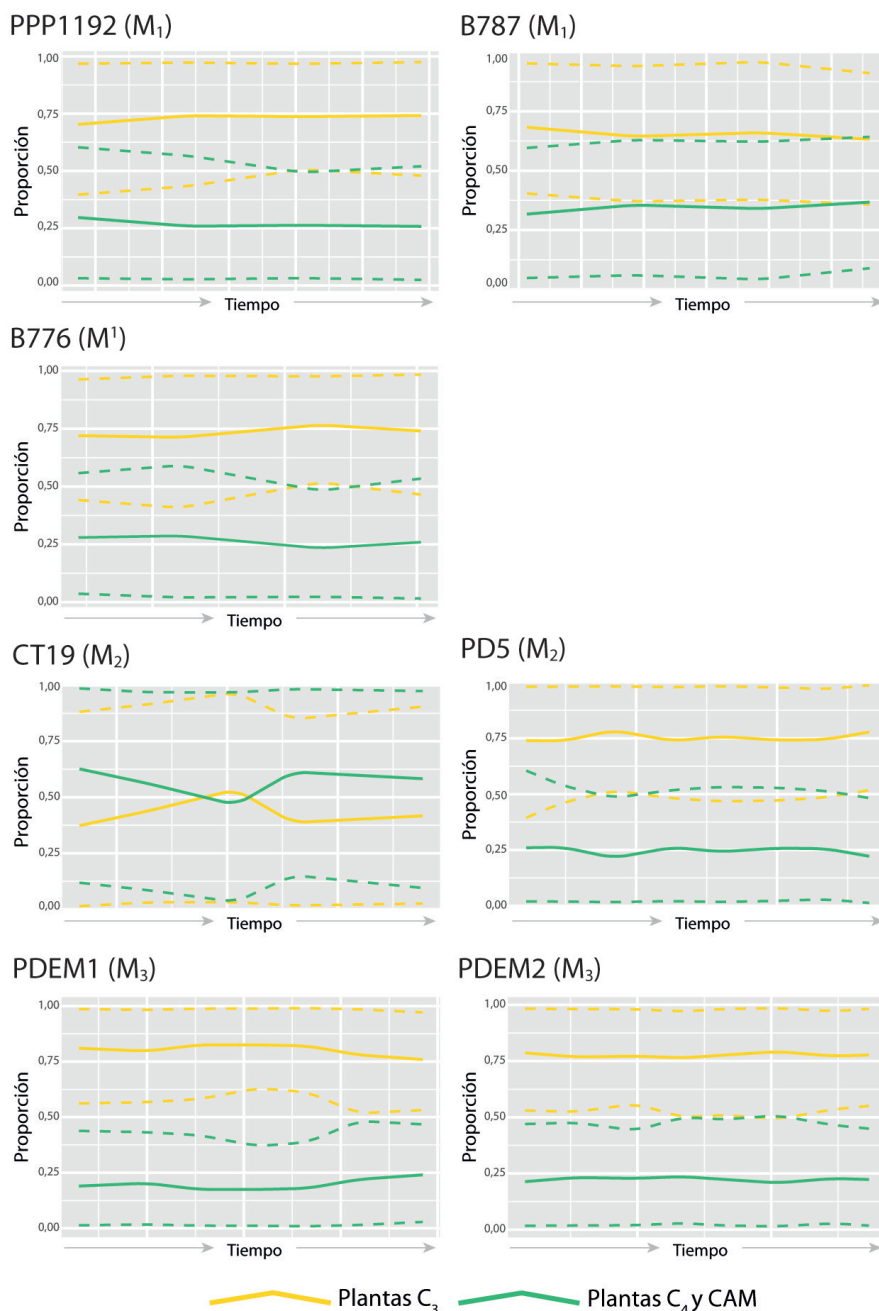 PPP1192 (M₁)
1,00
0,75
0,50
0,25
0,00
Proporción
Tiempo
B787 (M₁)
1,00
0,75
0,50
0,25
0,00
Proporción
Tiempo
B776 (M¹)
1,00
0,75
0,50
0,25
0,00
Proporción
Tiempo
CT19 (M₂)
1,00
0,75
0,50
0,25
0,00
Proporción
Tiempo
PD5 (M₂)
1,00
0,75
0,50
0,25
0,00
Proporción
Tiempo
PDEM1 (M₃)
1,00
0,75
0,50
0,25
0,00
Proporción
Tiempo
PDEM2 (M₃)
1,00
0,75
0,50
0,25
0,00
Proporción
Tiempo
Plantas C₃
Plantas C₄ y CAM